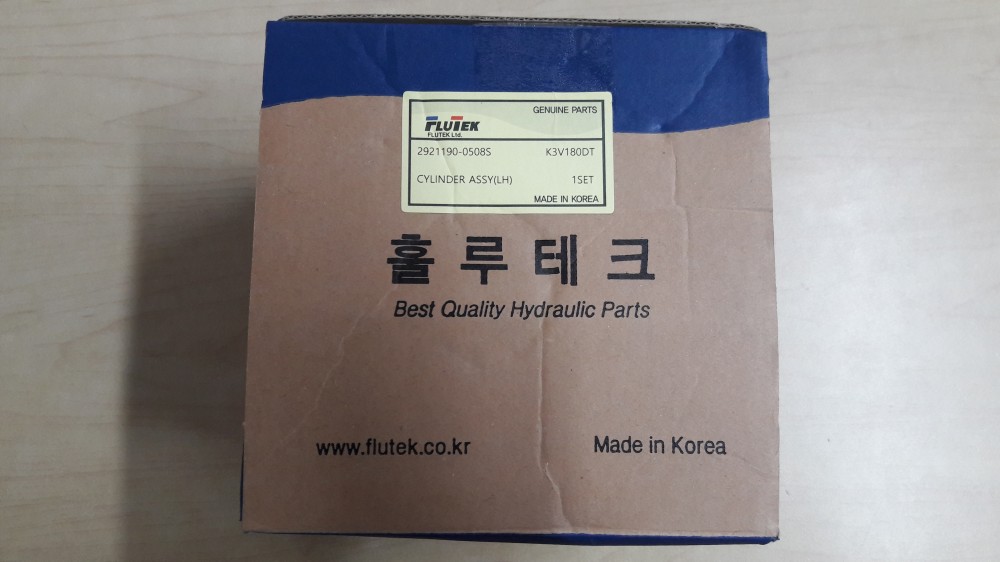 GENUINE PARTS
FLUTEK
FLUTEK Ltd.
2921190-0508S K3V180DT
CYLINDER ASSY(LH) 1SET
MADE IN KOREA
훌루테크
Best Quality Hydraulic Parts
www.flutek.co.kr Made in Korea